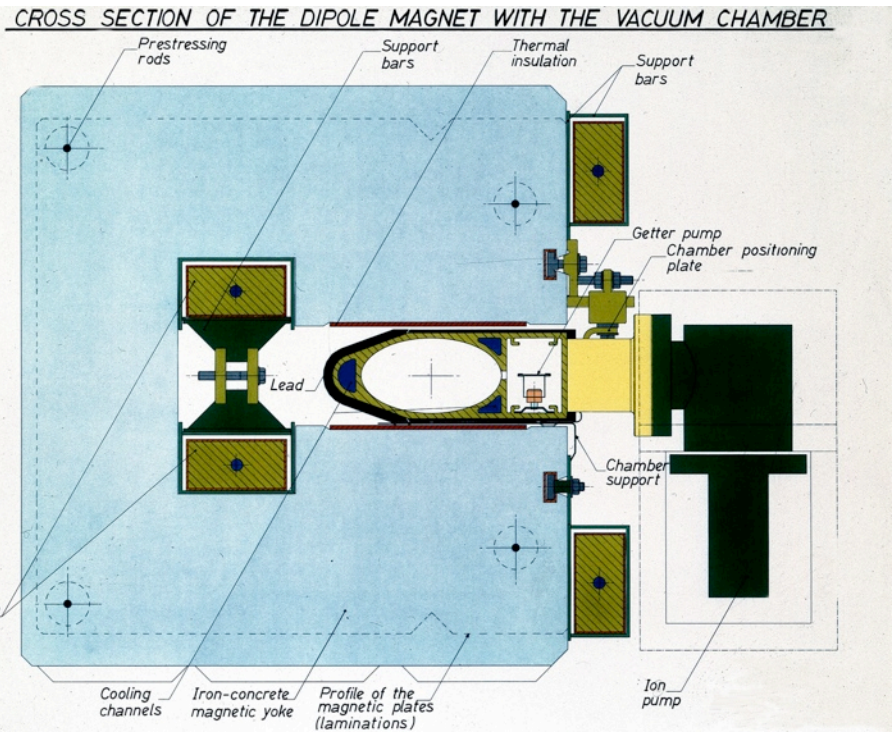 CROSS SECTION OF THE DIPOLE MAGNET WITH THE VACUUM CHAMBER
Prestressing
rods
Support
bars
Thermal
insulation
Support
bars
Getter pump
Chamber positioning
plate
Lead
Chamber
support
Cooling
channels
Iron-concrete
magnetic yoke
Profile of the
magnetic plates
(laminations)
Ion
pump